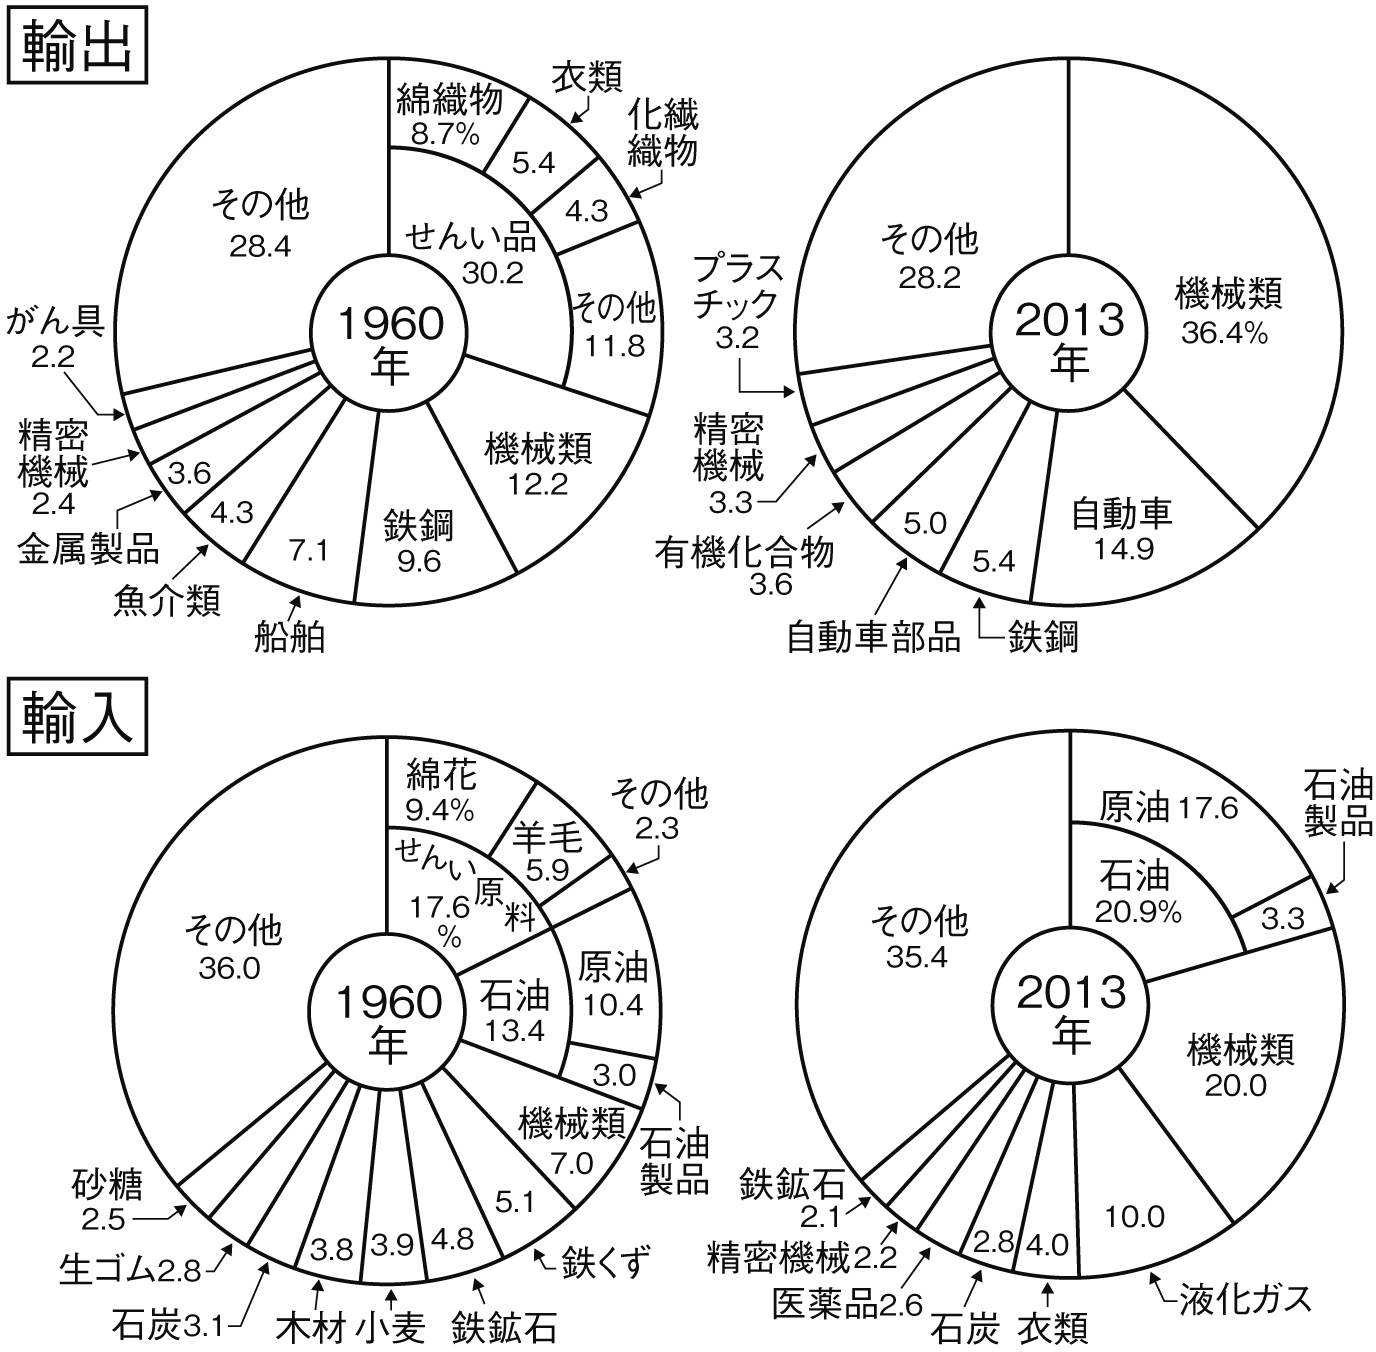 輸出
綿織物
8.7%
衣類
5.4
化繊
織物
4.3
せんい品
30.2
その他
11.8
機械類
12.2
鉄鋼
9.6
7.1
船舶
4.3
魚介類
3.6
金属製品
精密
機械
2.4
がん具
2.2
その他
28.4
1960
年
機械類
36.4%
自動車
14.9
5.4
鉄鋼
5.0
自動車部品
有機化合物
3.6
精密
機械
3.3
プラス
チック
3.2
その他
28.2
2013
年
輸入
綿花
9.4%
羊毛
5.9
その他
2.3
せんい原料
17.6
%
原油
10.4
石油
13.4
3.0
石油
製品
機械類
7.0
5.1
鉄くず
4.8
鉄鉱石
3.9
小麦
3.8
木材
石炭3.1
生ゴム2.8
砂糖
2.5
その他
36.0
1960
年
原油17.6
石油
製品
3.3
石油
20.9%
機械類
20.0
10.0
液化ガス
4.0
衣類
2.8
石炭
医薬品2.6
精密機械2.2
鉄鉱石
2.1
その他
35.4
2013
年